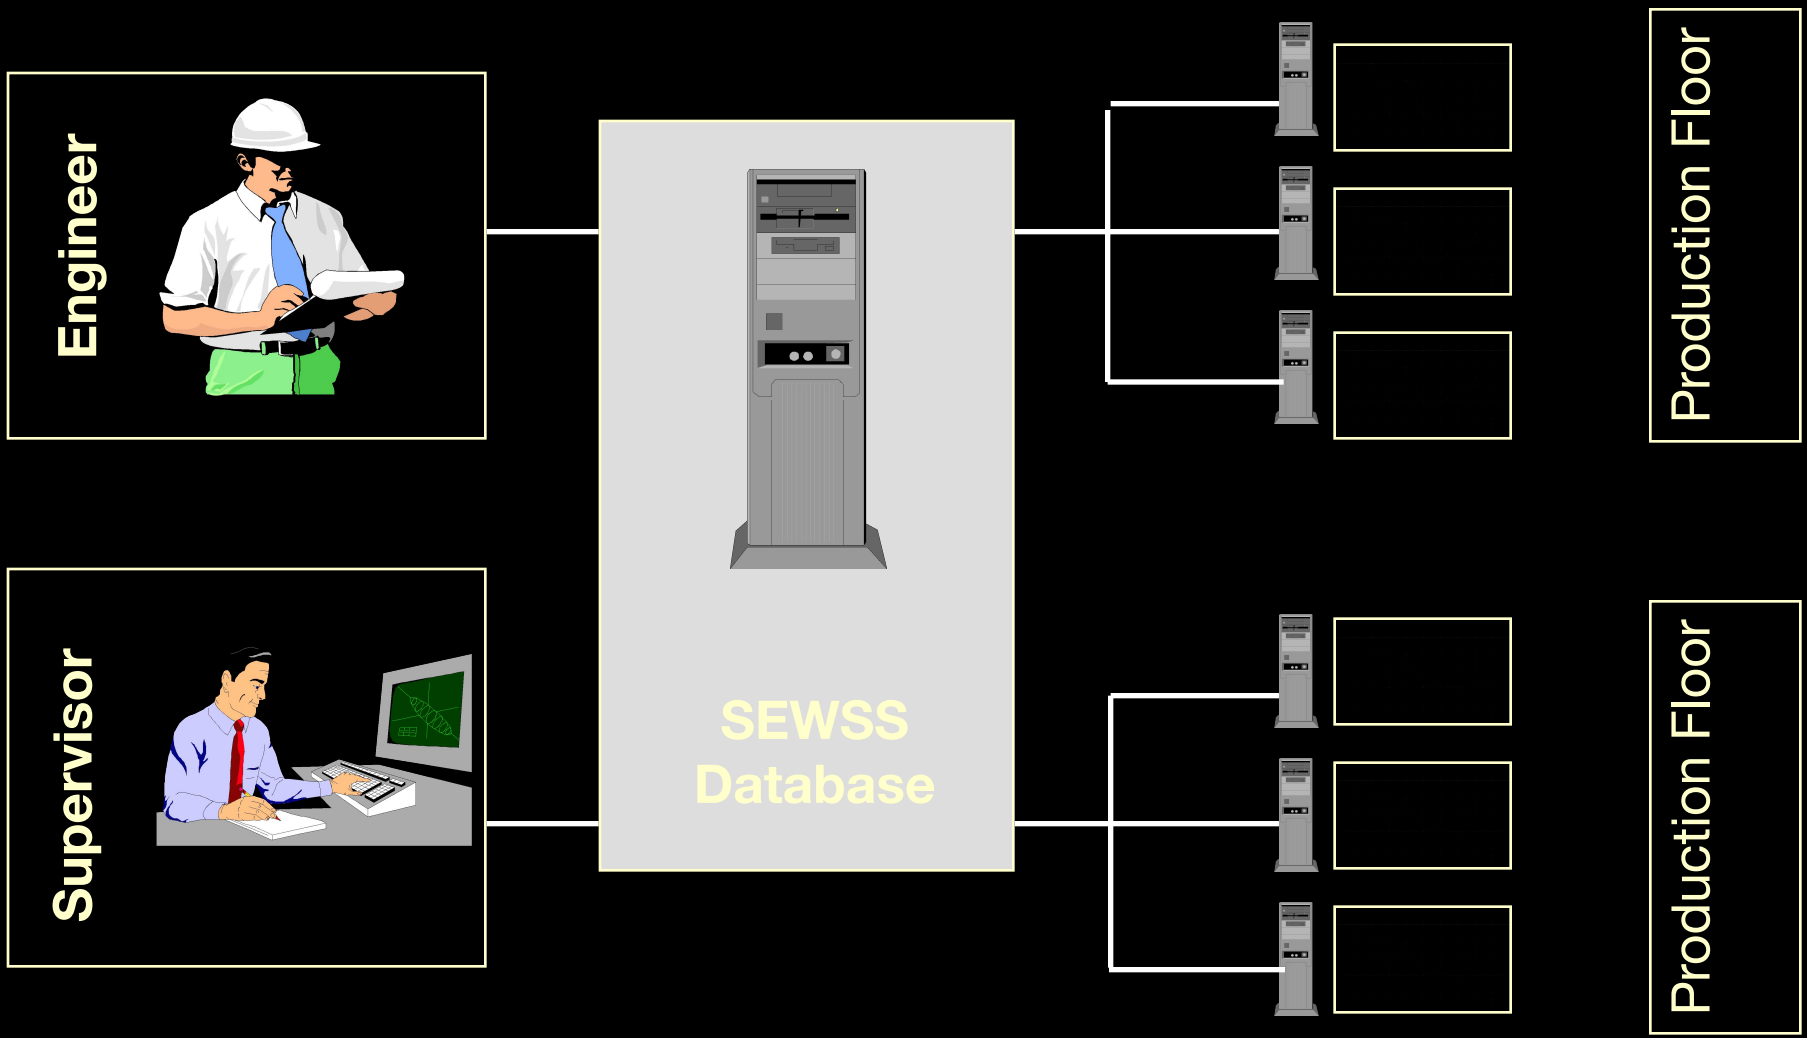 Engineer
Supervisor
SEWSS
Database
Production Floor
Production Floor